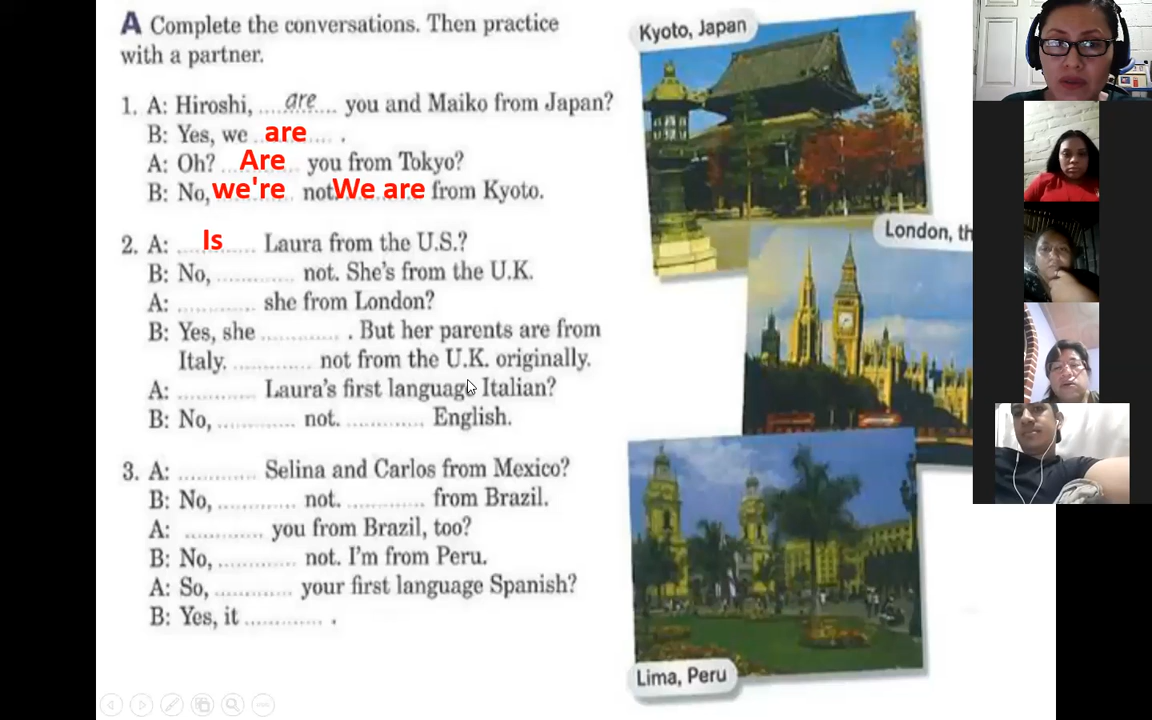 A Complete the conversations. Then practice
with a partner.
1. A: Hiroshi, ....are.... you and Maiko from Japan?
B: Yes, we are .
A: Oh? Are you from Tokyo?
B: No, we're not. We are from Kyoto.
2. A: Is Laura from the U.S.?
B: No, ............ not. She's from the U.K.
A: ............ she from London?
B: Yes, she ............ . But her parents are from
Italy. ............ not from the U.K. originally.
A: ............ Laura's first language Italian?
B: No, ............ not. ............ English.
3. A: ............ Selina and Carlos from Mexico?
B: No, ............ not. ............ from Brazil.
A: ............ you from Brazil, too?
B: No, ............ not. I'm from Peru.
A: So, ............ your first language Spanish?
B: Yes, it ............ .
Kyoto, Japan
London, th
Lima, Peru